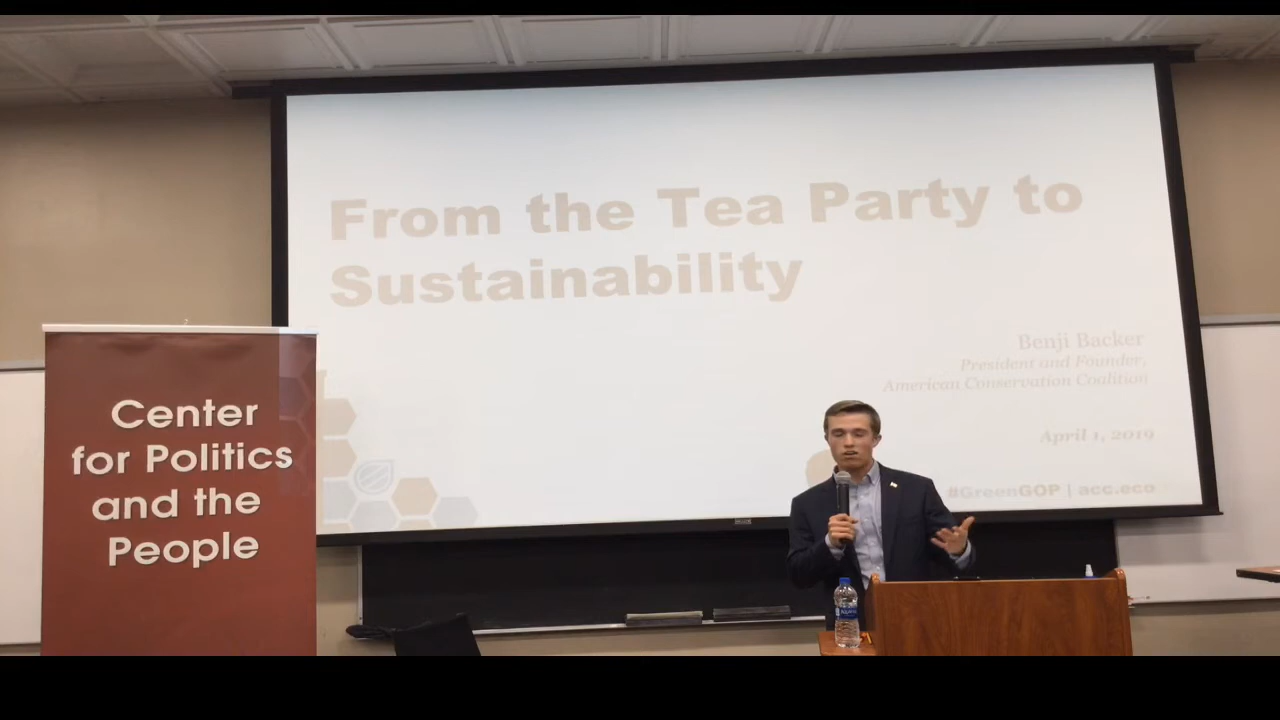 From the Tea Party to
Sustainability
Benji Backer
President and Founder,
American Conservation Coalition
April 1, 2019
#GreenGOP | acc.eco
Center
for Politics
and the
People